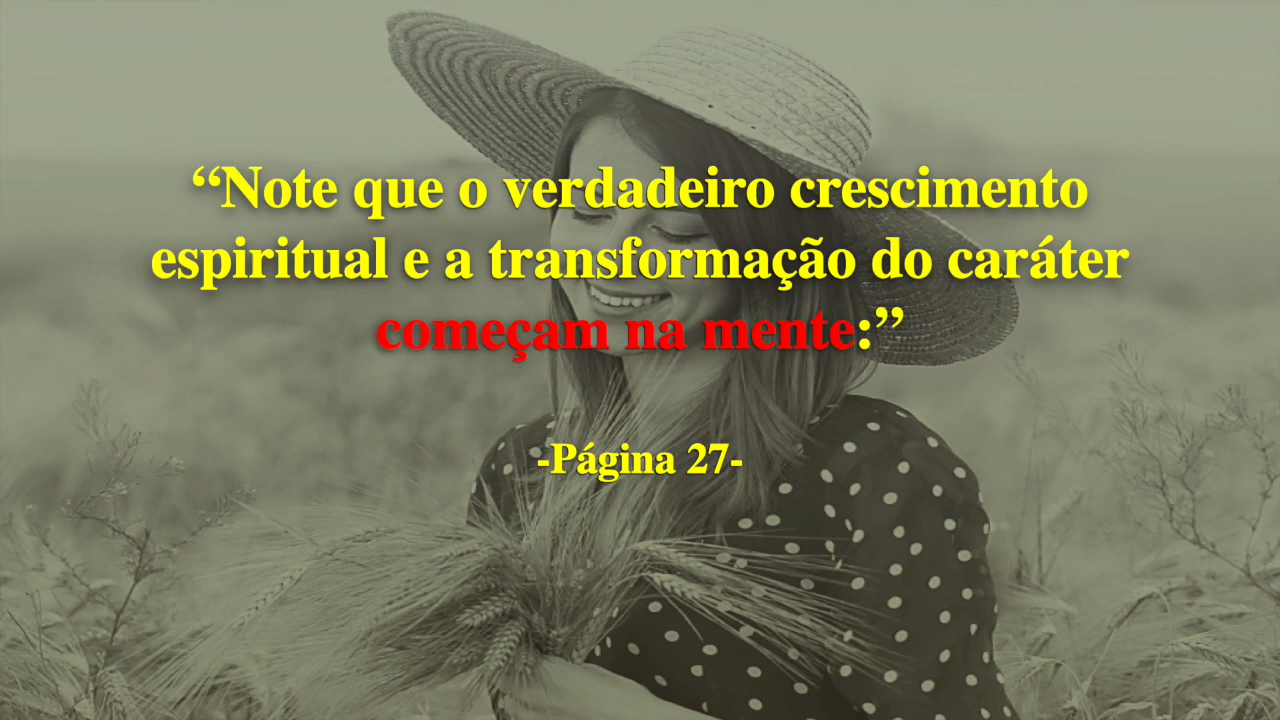 “Note que o verdadeiro crescimento
espiritual e a transformação do caráter
começam na mente:”
-Página 27-